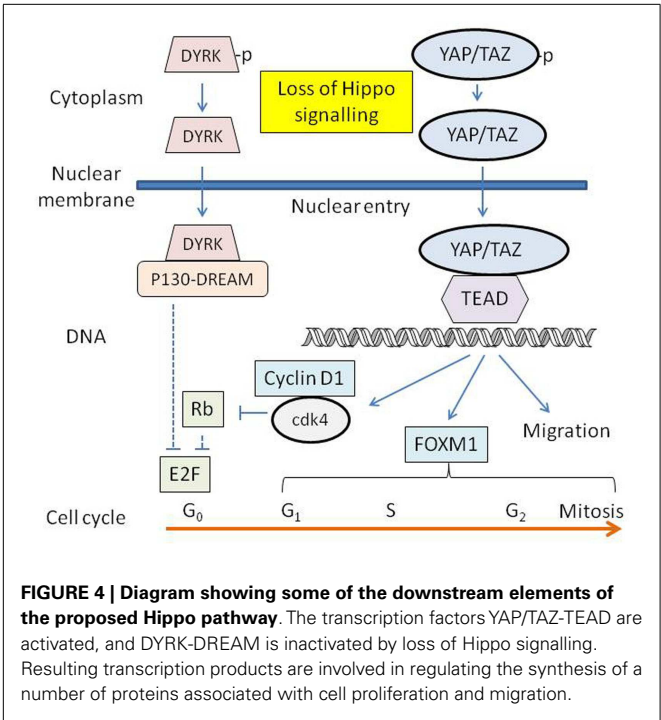 DYRK -p
YAP/TAZ -p
Cytoplasm
Loss of Hippo
signalling
DYRK
YAP/TAZ
Nuclear
membrane
Nuclear entry
DYRK
P130-DREAM
YAP/TAZ
TEAD
DNA
Cyclin D1
cdk4
Rb
E2F
FOXM1
Migration
Cell cycle
G₀ G₁ S G₂ Mitosis
FIGURE 4 | Diagram showing some of the downstream elements of
the proposed Hippo pathway. The transcription factors YAP/TAZ-TEAD are
activated, and DYRK-DREAM is inactivated by loss of Hippo signalling.
Resulting transcription products are involved in regulating the synthesis of a
number of proteins associated with cell proliferation and migration.